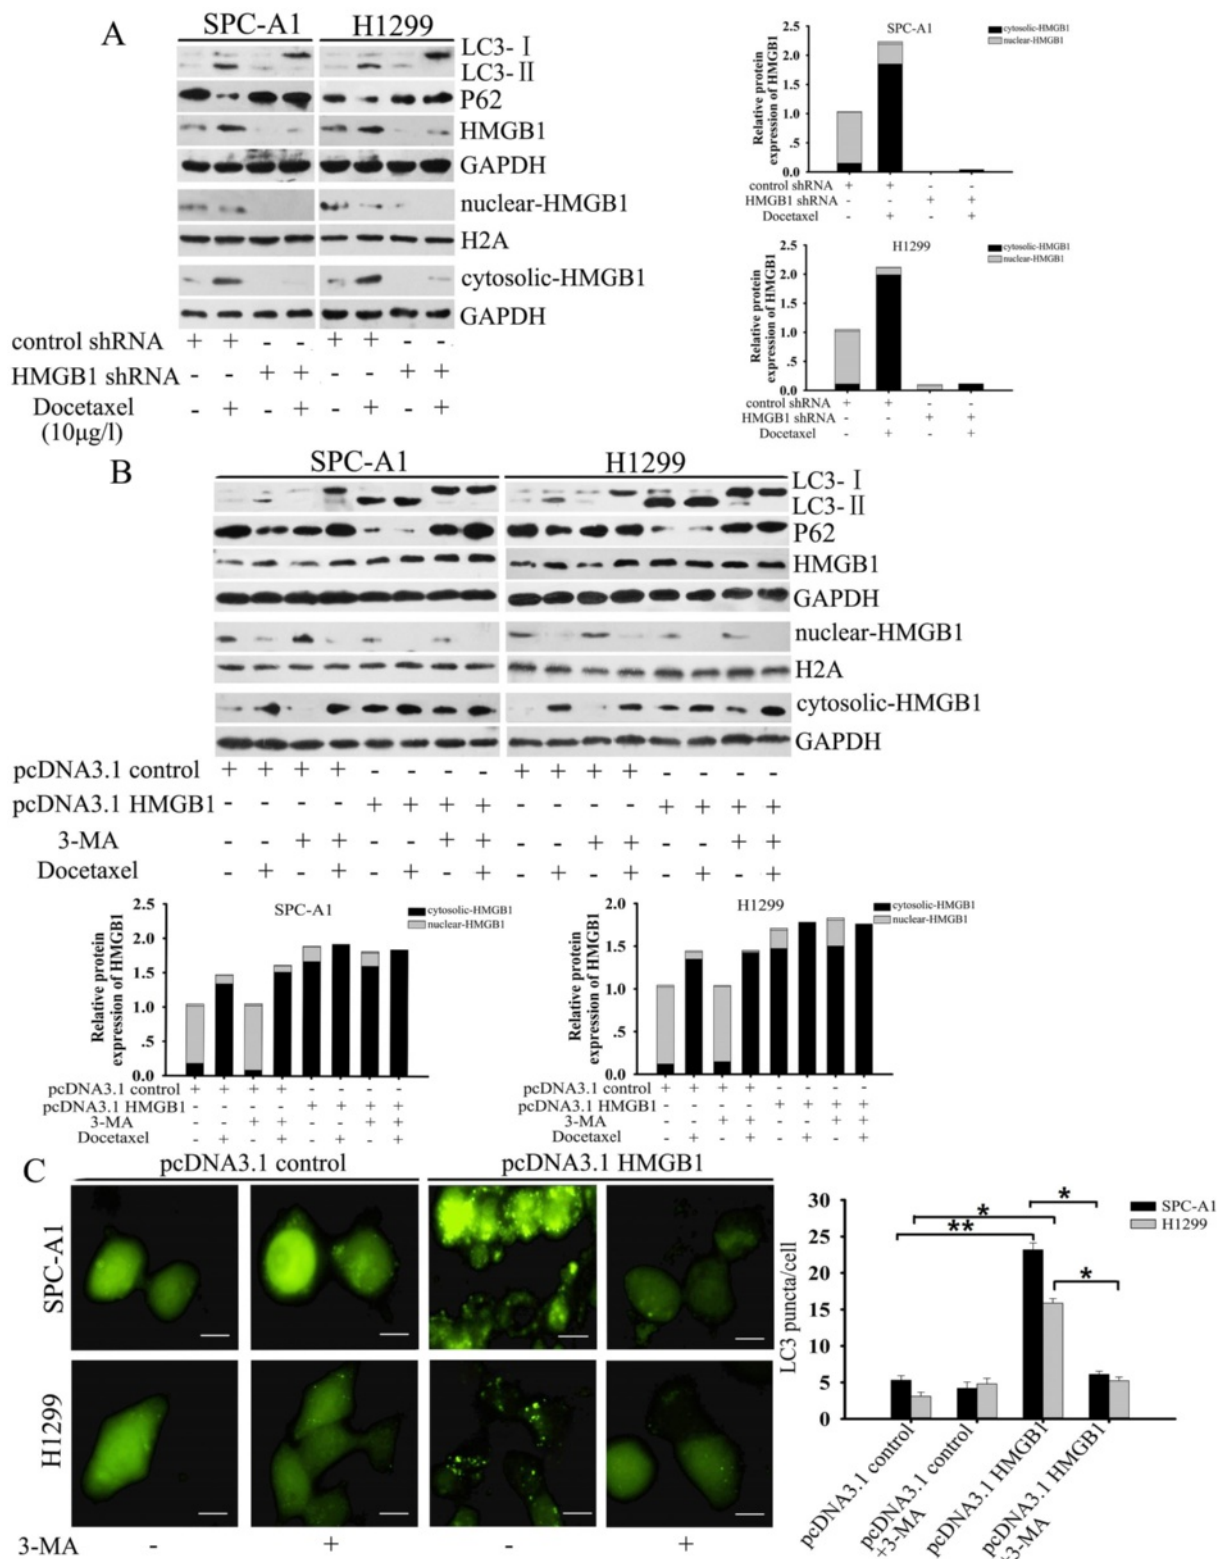 A
SPC-A1 H1299
LC3- Ⅰ
LC3- Ⅱ
P62
HMGB1
GAPDH
nuclear-HMGB1
H2A
cytosolic-HMGB1
GAPDH
control shRNA + + - - + + - -
HMGB1 shRNA - - + + - - + +
Docetaxel - + - + - + - +
(10μg/l)
SPC-A1
cytosolic-HMGB1
nuclear-HMGB1
Relative protein
expression of HMGB1
2.5
2.0
1.5
1.0
.5
0.0
control shRNA + + - -
HMGB1 shRNA - - + +
Docetaxel - + - +
H1299
cytosolic-HMGB1
nuclear-HMGB1
Relative protein
expression of HMGB1
2.5
2.0
1.5
1.0
.5
0.0
control shRNA + + - -
HMGB1 shRNA - - + +
Docetaxel - + - +
B
SPC-A1 H1299
LC3- Ⅰ
LC3- Ⅱ
P62
HMGB1
GAPDH
nuclear-HMGB1
H2A
cytosolic-HMGB1
GAPDH
pcDNA3.1 control + + + + - - - - + + + + - - - -
pcDNA3.1 HMGB1 - - - - + + + + - - - - + + + +
3-MA - - + + - - + + - - + + - - + +
Docetaxel - + - + - + - + - + - + - + - +
SPC-A1
cytosolic-HMGB1
nuclear-HMGB1
Relative protein
expression of HMGB1
2.5
2.0
1.5
1.0
.5
0.0
pcDNA3.1 control + + + + - - - -
pcDNA3.1 HMGB1 - - - - + + + +
3-MA - - + + - - + +
Docetaxel - + - + - + - +
H1299
cytosolic-HMGB1
nuclear-HMGB1
Relative protein
expression of HMGB1
2.0
1.5
1.0
.5
0.0
pcDNA3.1 control + + + + - - - -
pcDNA3.1 HMGB1 - - - - + + + +
3-MA - - + + - - + +
Docetaxel - + - + - + - +
C
pcDNA3.1 control pcDNA3.1 HMGB1
SPC-A1
H1299
3-MA - + - +
SPC-A1
H1299
LC3 puncta/cell
30
25
20
15
10
5
0
*
*
**
*
pcDNA3.1 control
pcDNA3.1 control
+3-MA
pcDNA3.1 HMGB1
pcDNA3.1 HMGB1
+3-MA